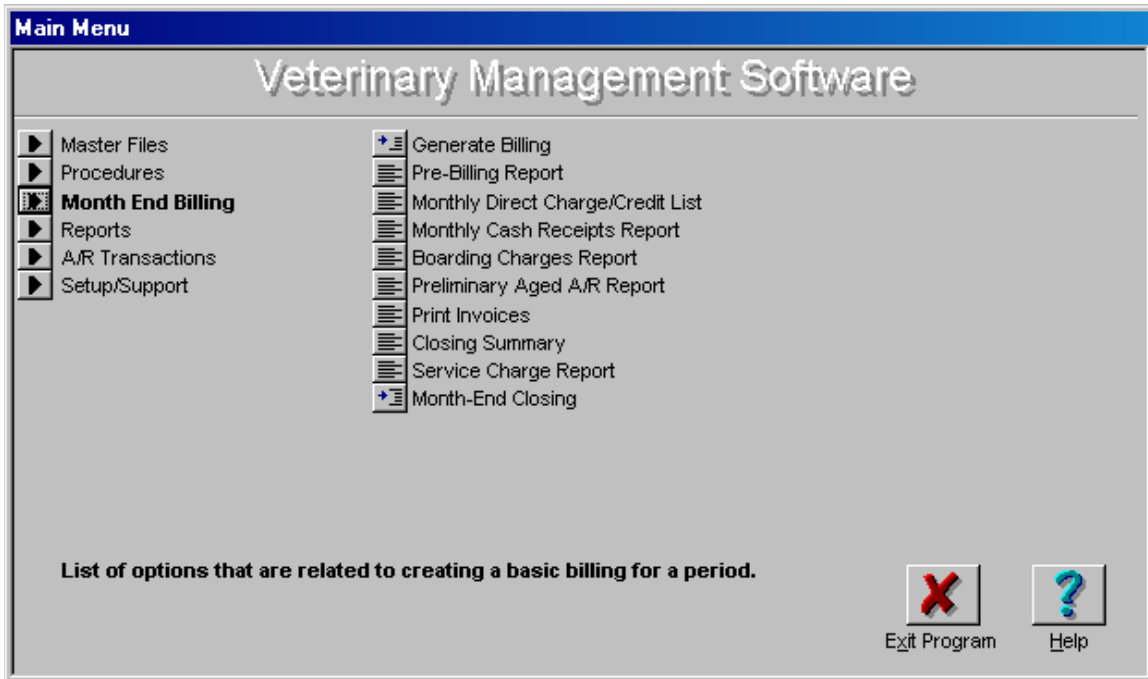 Main Menu
Veterinary Management Software
Master Files
Procedures
Month End Billing
Reports
A/R Transactions
Setup/Support
Generate Billing
Pre-Billing Report
Monthly Direct Charge/Credit List
Monthly Cash Receipts Report
Boarding Charges Report
Preliminary Aged A/R Report
Print Invoices
Closing Summary
Service Charge Report
Month-End Closing
List of options that are related to creating a basic billing for a period.
Exit Program
Help